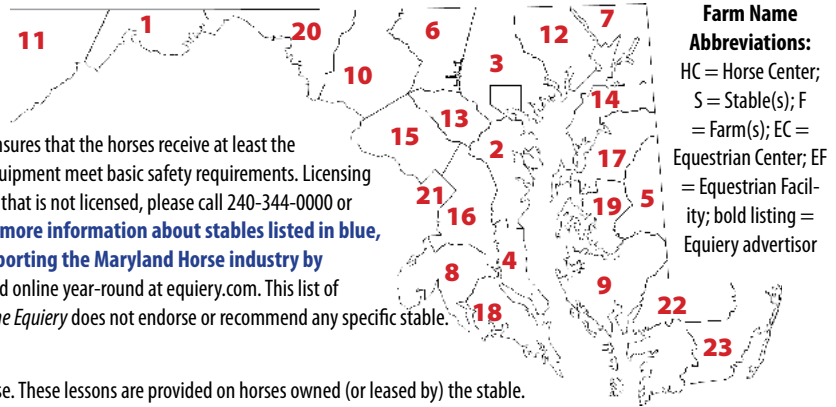 11
1
20
10
6
3
12
7
14
13
15
2
17
21
16
19
5
8
4
9
18
22
23
Farm Name
Abbreviations:
HC = Horse Center;
S = Stable(s); F
= Farm(s); EC =
Equestrian Center; EF
= Equestrian Facil-
ity; bold listing =
Equiery advertisor
nsures that the horses receive at least the
uipment meet basic safety requirements. Licensing
that is not licensed, please call 240-344-0000 or
more information about stables listed in blue,
porting the Maryland Horse industry by
d online year-round at equiery.com. This list of
he Equiery does not endorse or recommend any specific stable.
se. These lessons are provided on horses owned (or leased by) the stable.